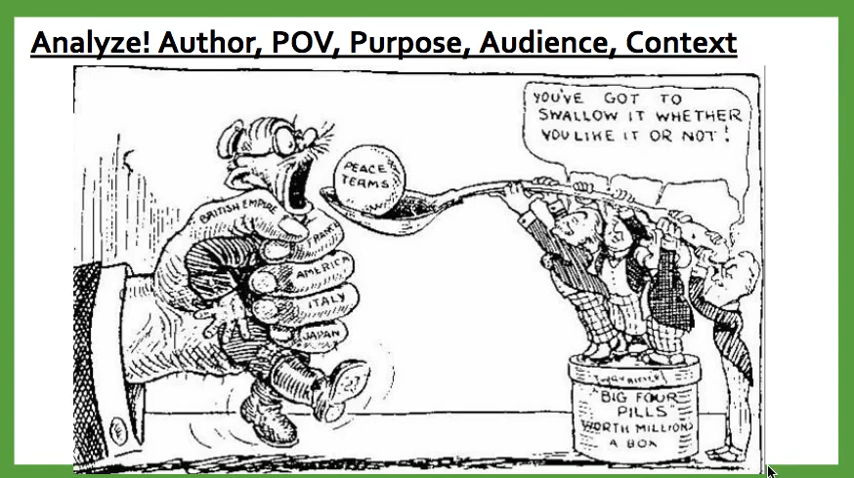 Analyze! Author, POV, Purpose, Audience, Context
YOU'VE GOT TO
SWALLOW IT WHETHER
YOU LIKE IT OR NOT!
PEACE
TERMS
BRITISH EMPIRE
FRANCE
AMERICA
ITALY
JAPAN
"BIG FOUR
PILLS"
WORTH MILLIONS
A BOX